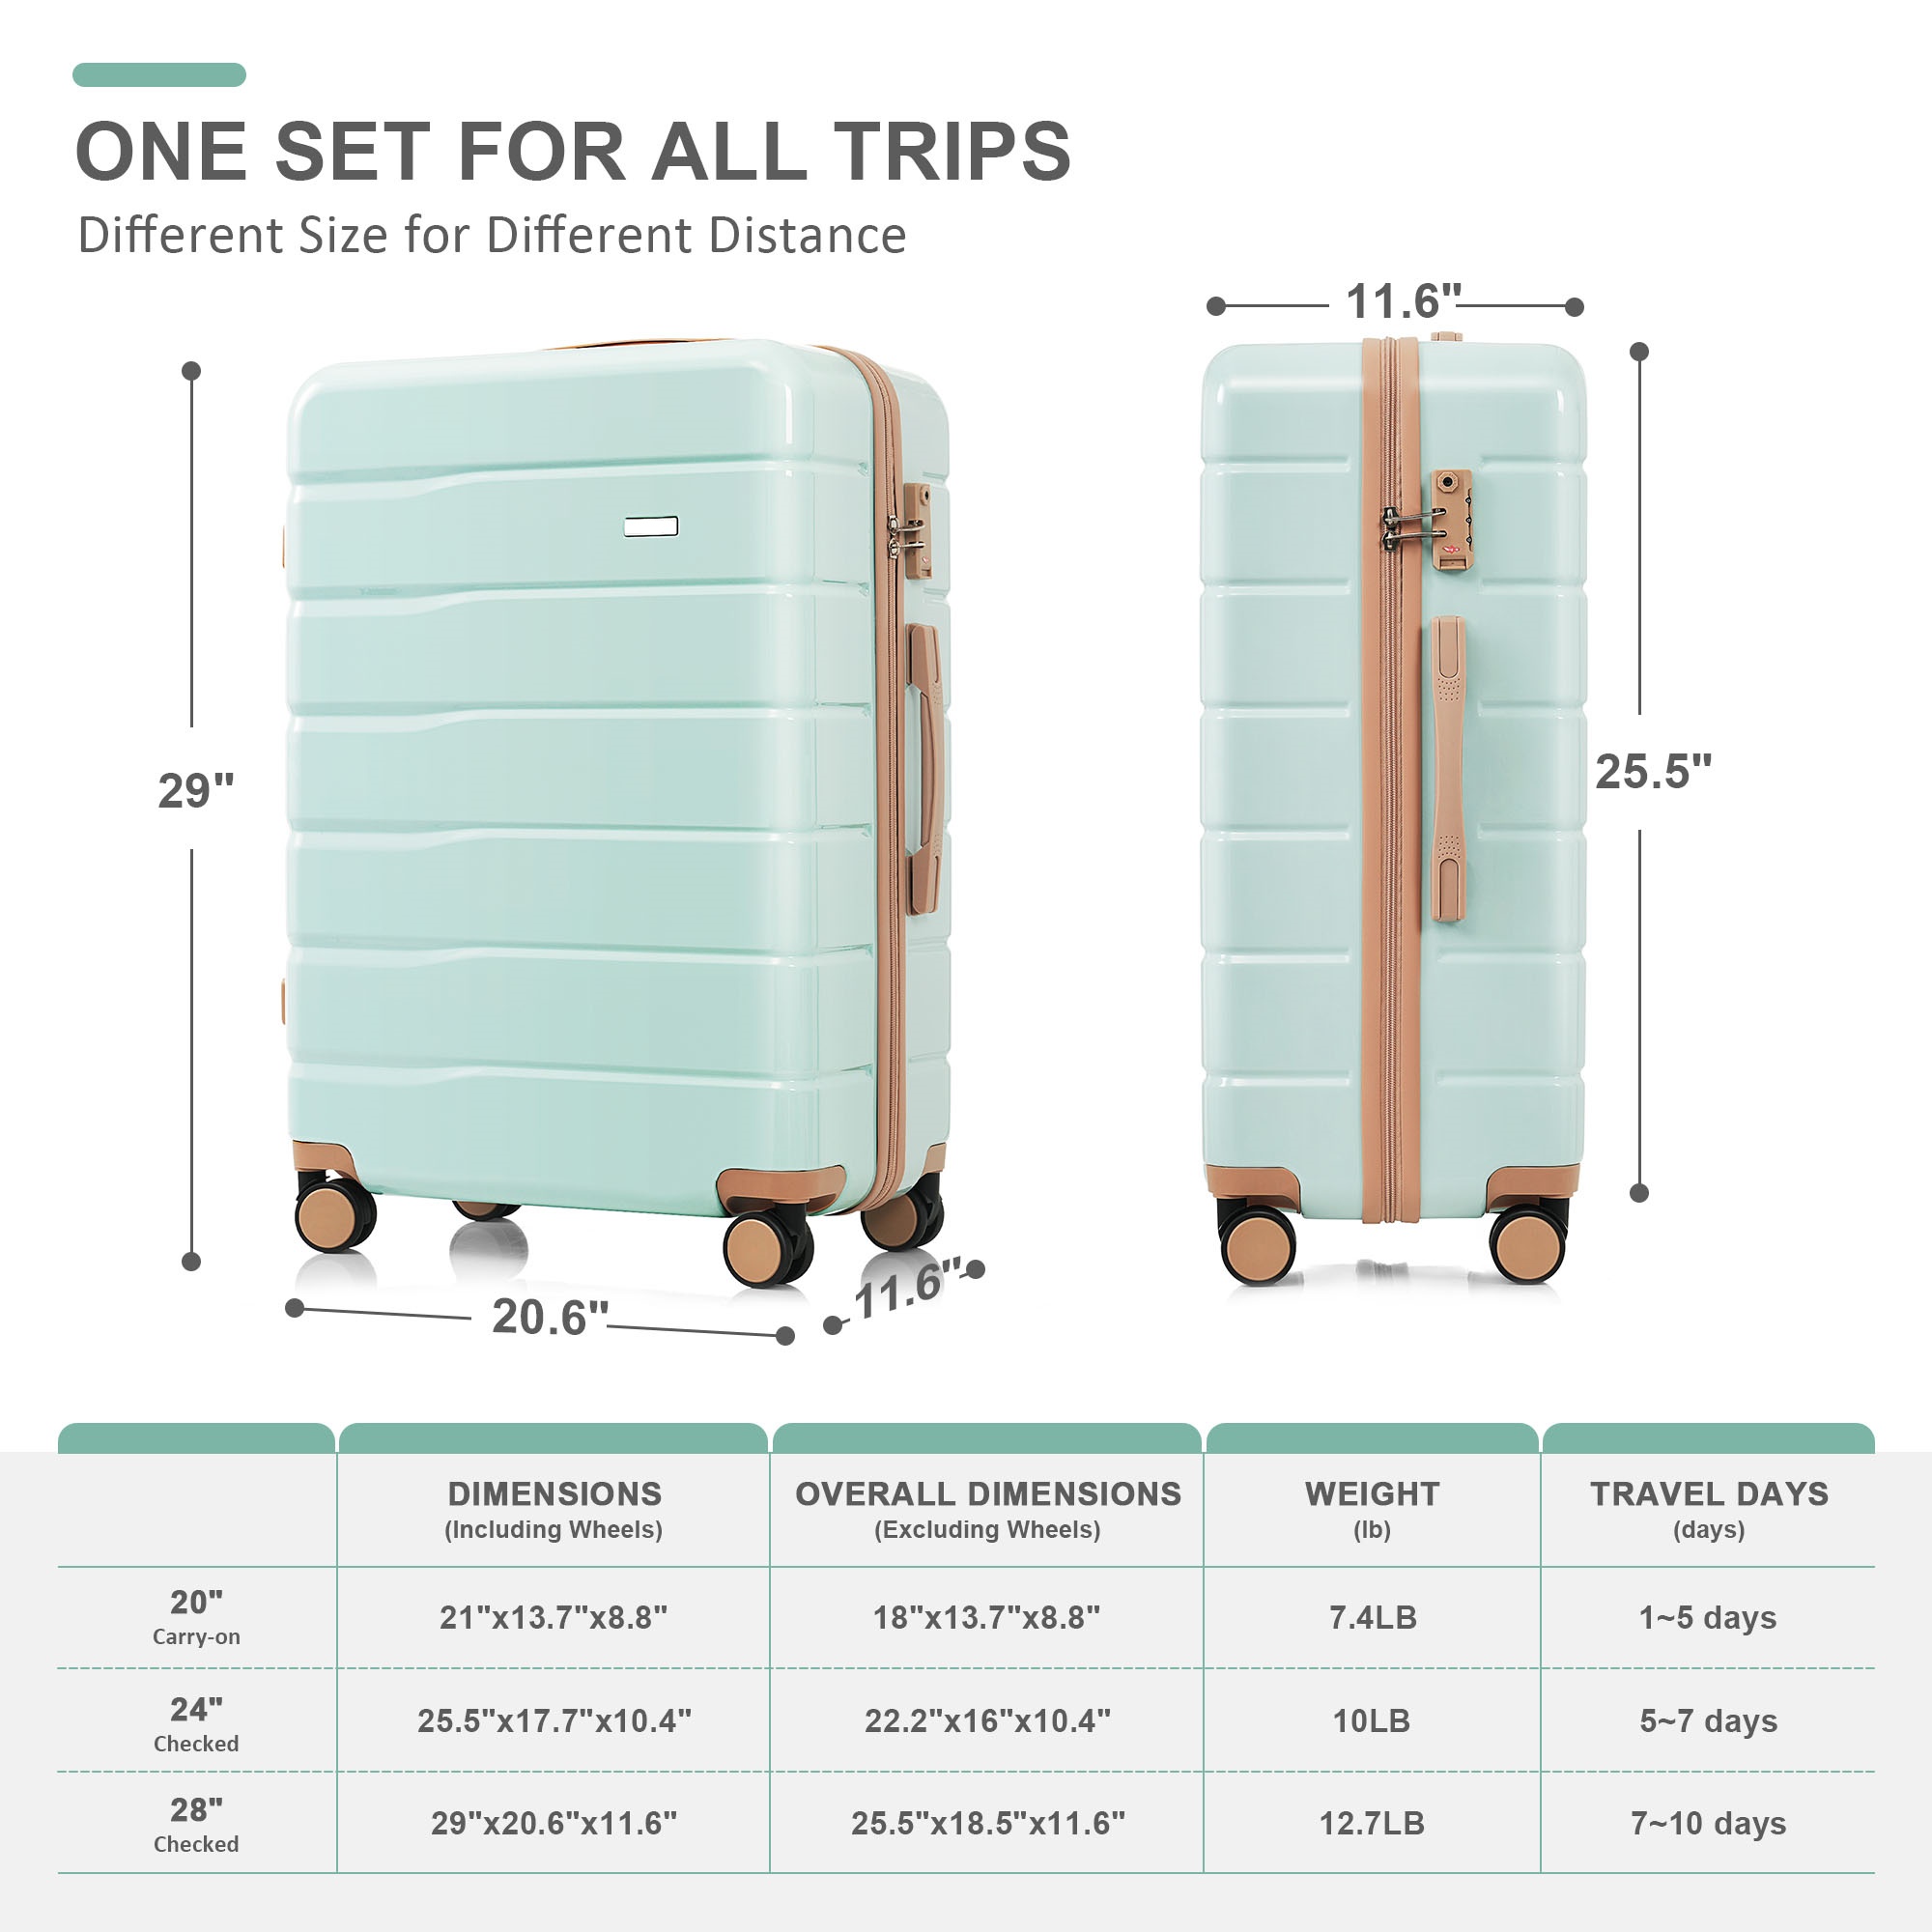 ONE SET FOR ALL TRIPS
Different Size for Different Distance
11.6"
29"
25.5"
20.6"
11.6"
DIMENSIONS
(Including Wheels)
OVERALL DIMENSIONS
(Excluding Wheels)
WEIGHT
(lb)
TRAVEL DAYS
(days)
20"
Carry-on
21"x13.7"x8.8"
18"x13.7"x8.8"
7.4LB
1~5 days
24"
Checked
25.5"x17.7"x10.4"
22.2"x16"x10.4"
10LB
5~7 days
28"
Checked
29"x20.6"x11.6"
25.5"x18.5"x11.6"
12.7LB
7~10 days